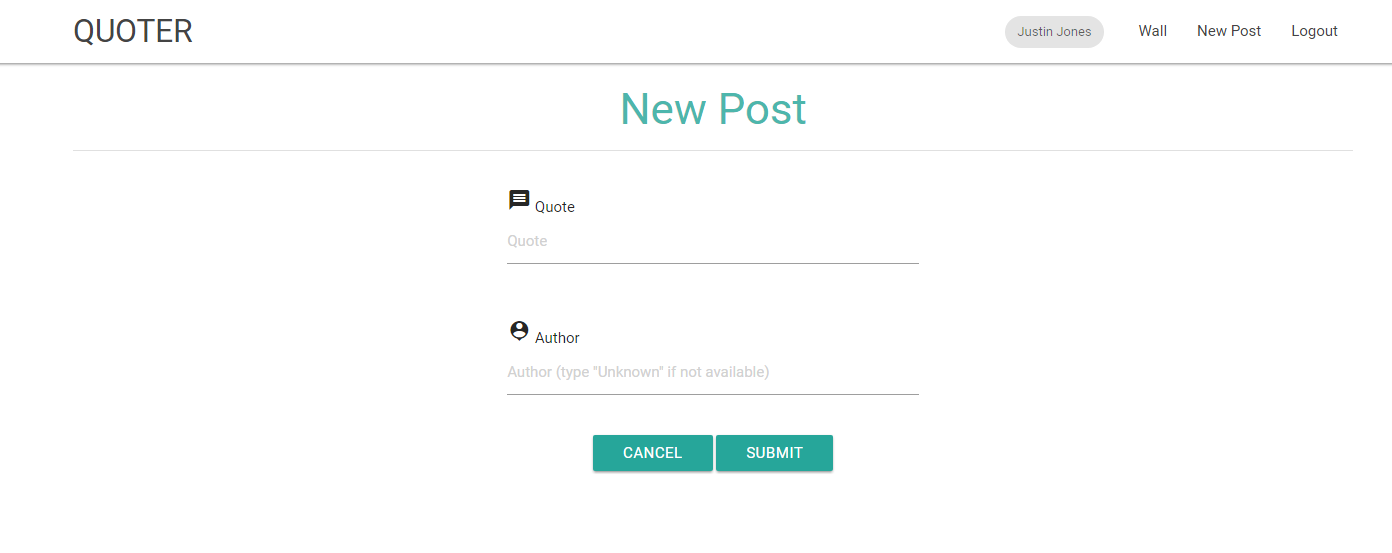 QUOTER Justin Jones Wall New Post Logout
New Post
Quote
Quote
Author
Author (type "Unknown" if not available)
CANCEL SUBMIT